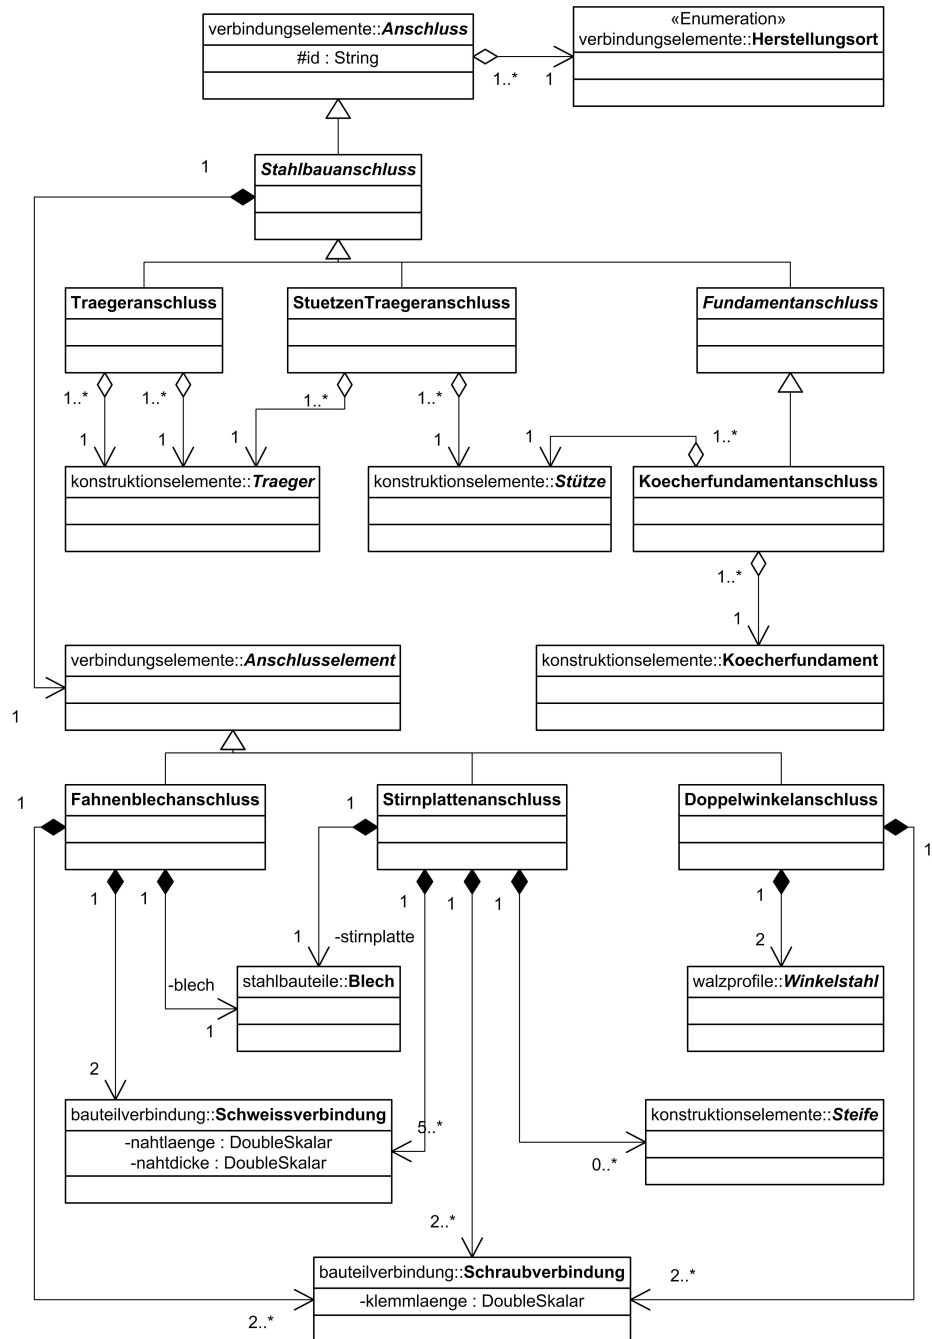 «Enumeration»
verbindungselemente::Anschluss
verbindungselemente::Herstellungsort
#id : String
1..*
1
1
Stahlbauanschluss
Traegeranschluss
StuetzenTraegeranschluss
Fundamentanschluss
1..*
1..*
1..*
1..*
1..*
1
1
1
1
1
konstruktionselemente::Traeger
konstruktionselemente::Stütze
Koecherfundamentanschluss
1..*
1
verbindungselemente::Anschlusselement
konstruktionselemente::Koecherfundament
1
1
Fahnenblechanschluss
1
Stirnplattenanschluss
Doppelwinkelanschluss
1
1
1
1
1
1
1
1
-stirnplatte
2
stahlbauteile::Blech
walzprofile::Winkelstahl
-blech
1
2
bauteilverbindung::Schweissverbindung
konstruktionselemente::Steife
5..*
-nahtlaenge : DoubleSkalar
-nahtdicke : DoubleSkalar
0..*
2..*
bauteilverbindung::Schraubverbindung
2..*
-klemmlaenge : DoubleSkalar
2..*